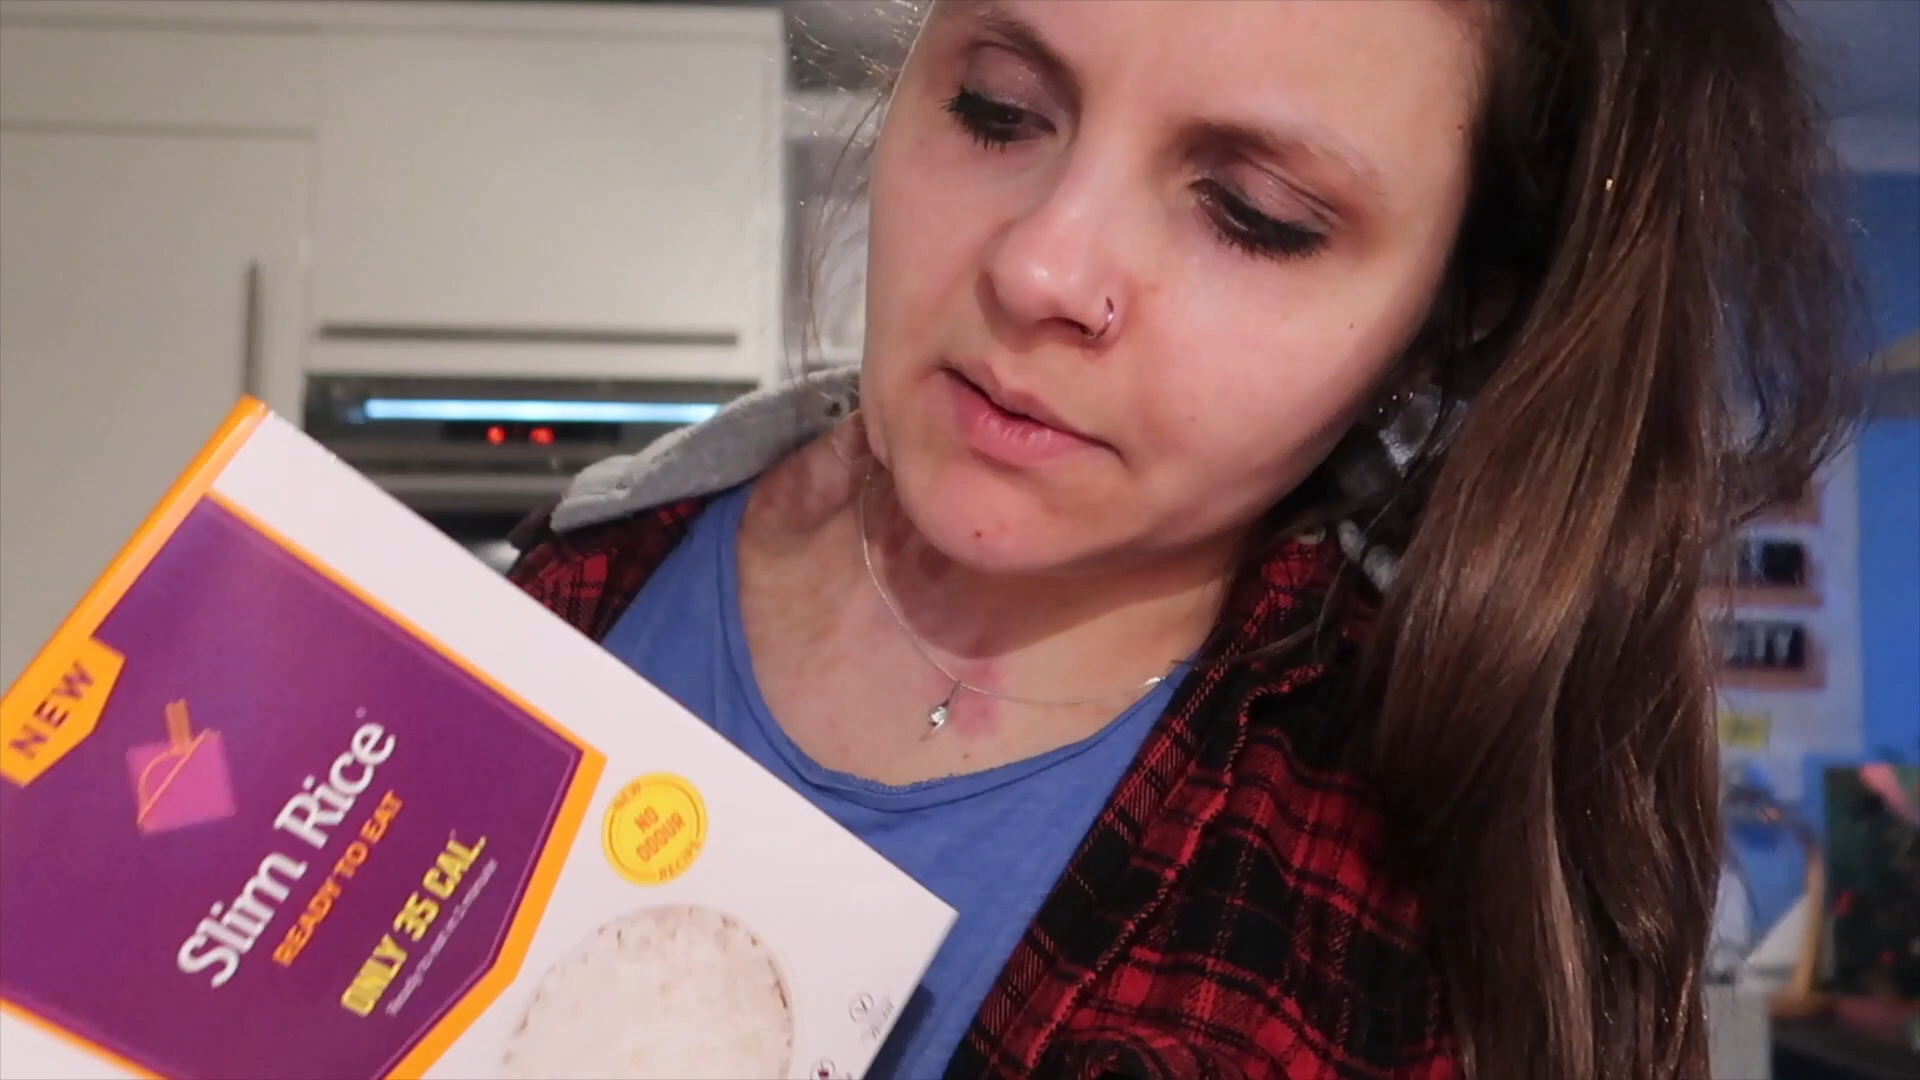 NEW
Slim Rice
READY TO EAT
ONLY 35 CAL.
NEW
NO
ODOUR
RECIPE